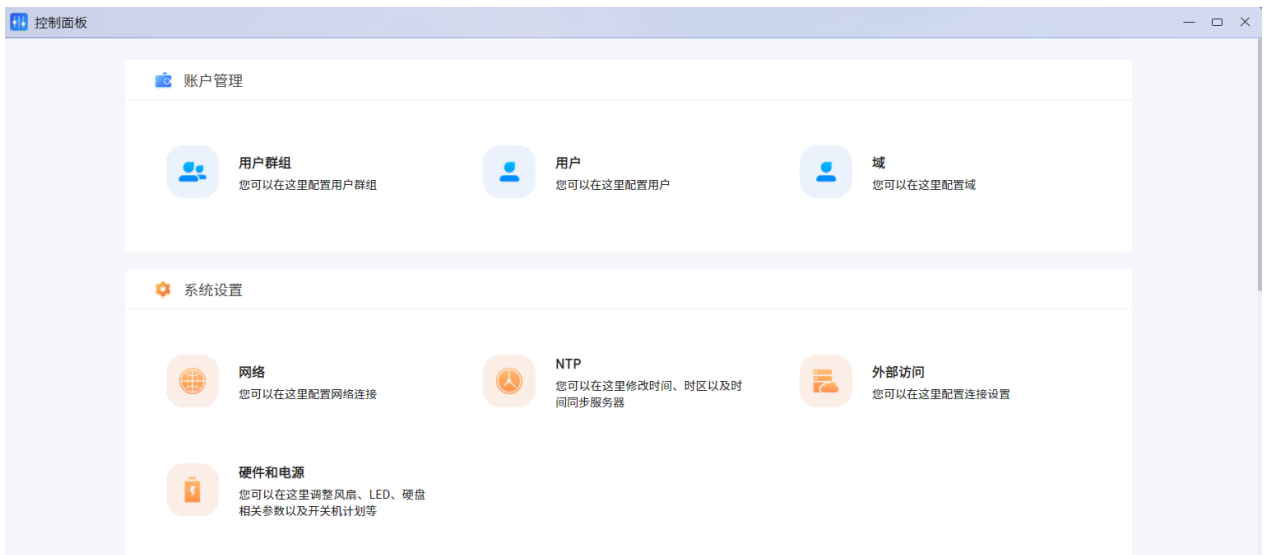 控制面板
账户管理
用户群组
您可以在这里配置用户群组
用户
您可以在这里配置用户
域
您可以在这里配置域
系统设置
网络
您可以在这里配置网络连接
NTP
您可以在这里修改时间、时区以及时
间同步服务器
外部访问
您可以在这里配置连接设置
硬件和电源
您可以在这里调整风扇、LED、硬盘
相关参数以及开关机计划等